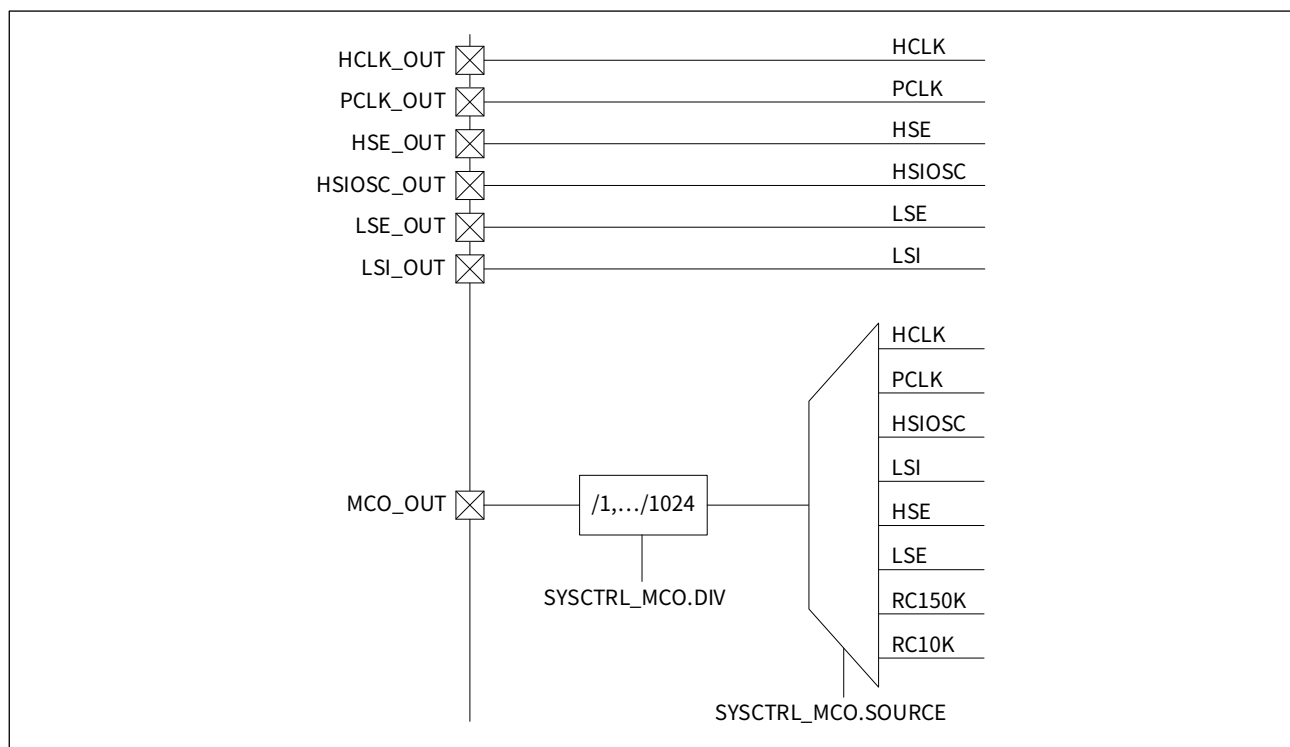 HCLK_OUT HCLK
PCLK_OUT PCLK
HSE_OUT HSE
HSIOSC_OUT HSIOSC
LSE_OUT LSE
LSI_OUT LSI
HCLK
PCLK
HSIOSC
LSI
MCO_OUT /1,…/1024 HSE
LSE
SYSCTRL_MCO.DIV RC150K
RC10K
SYSCTRL_MCO.SOURCE